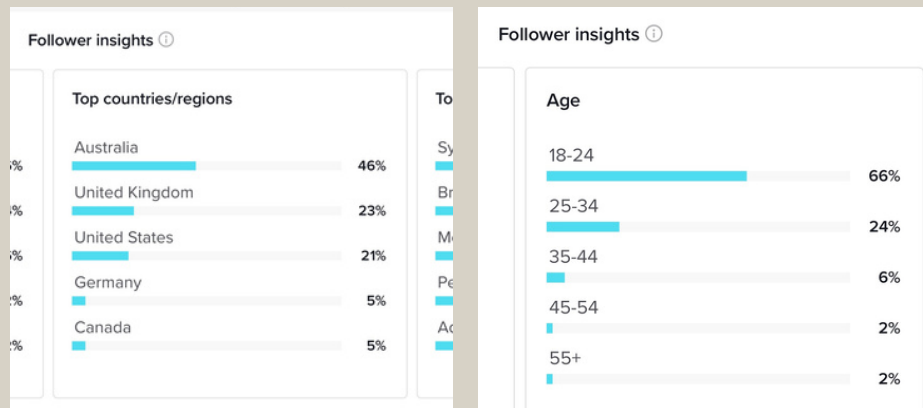 Follower insights
Top countries/regions
Australia
46%
United Kingdom
23%
United States
21%
Germany
5%
Canada
5%
Follower insights
Age
18-24
66%
25-34
24%
35-44
6%
45-54
2%
55+
2%